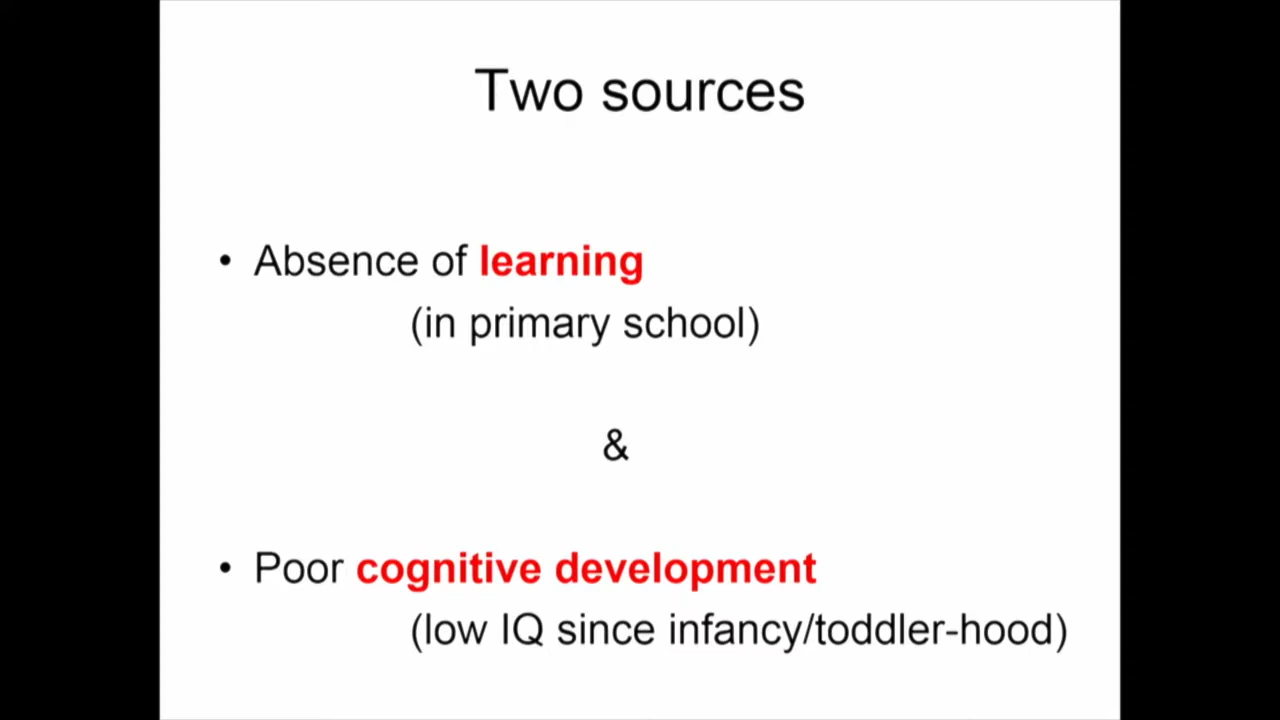 Two sources
• Absence of learning
(in primary school)
&
• Poor cognitive development
(low IQ since infancy/toddler-hood)